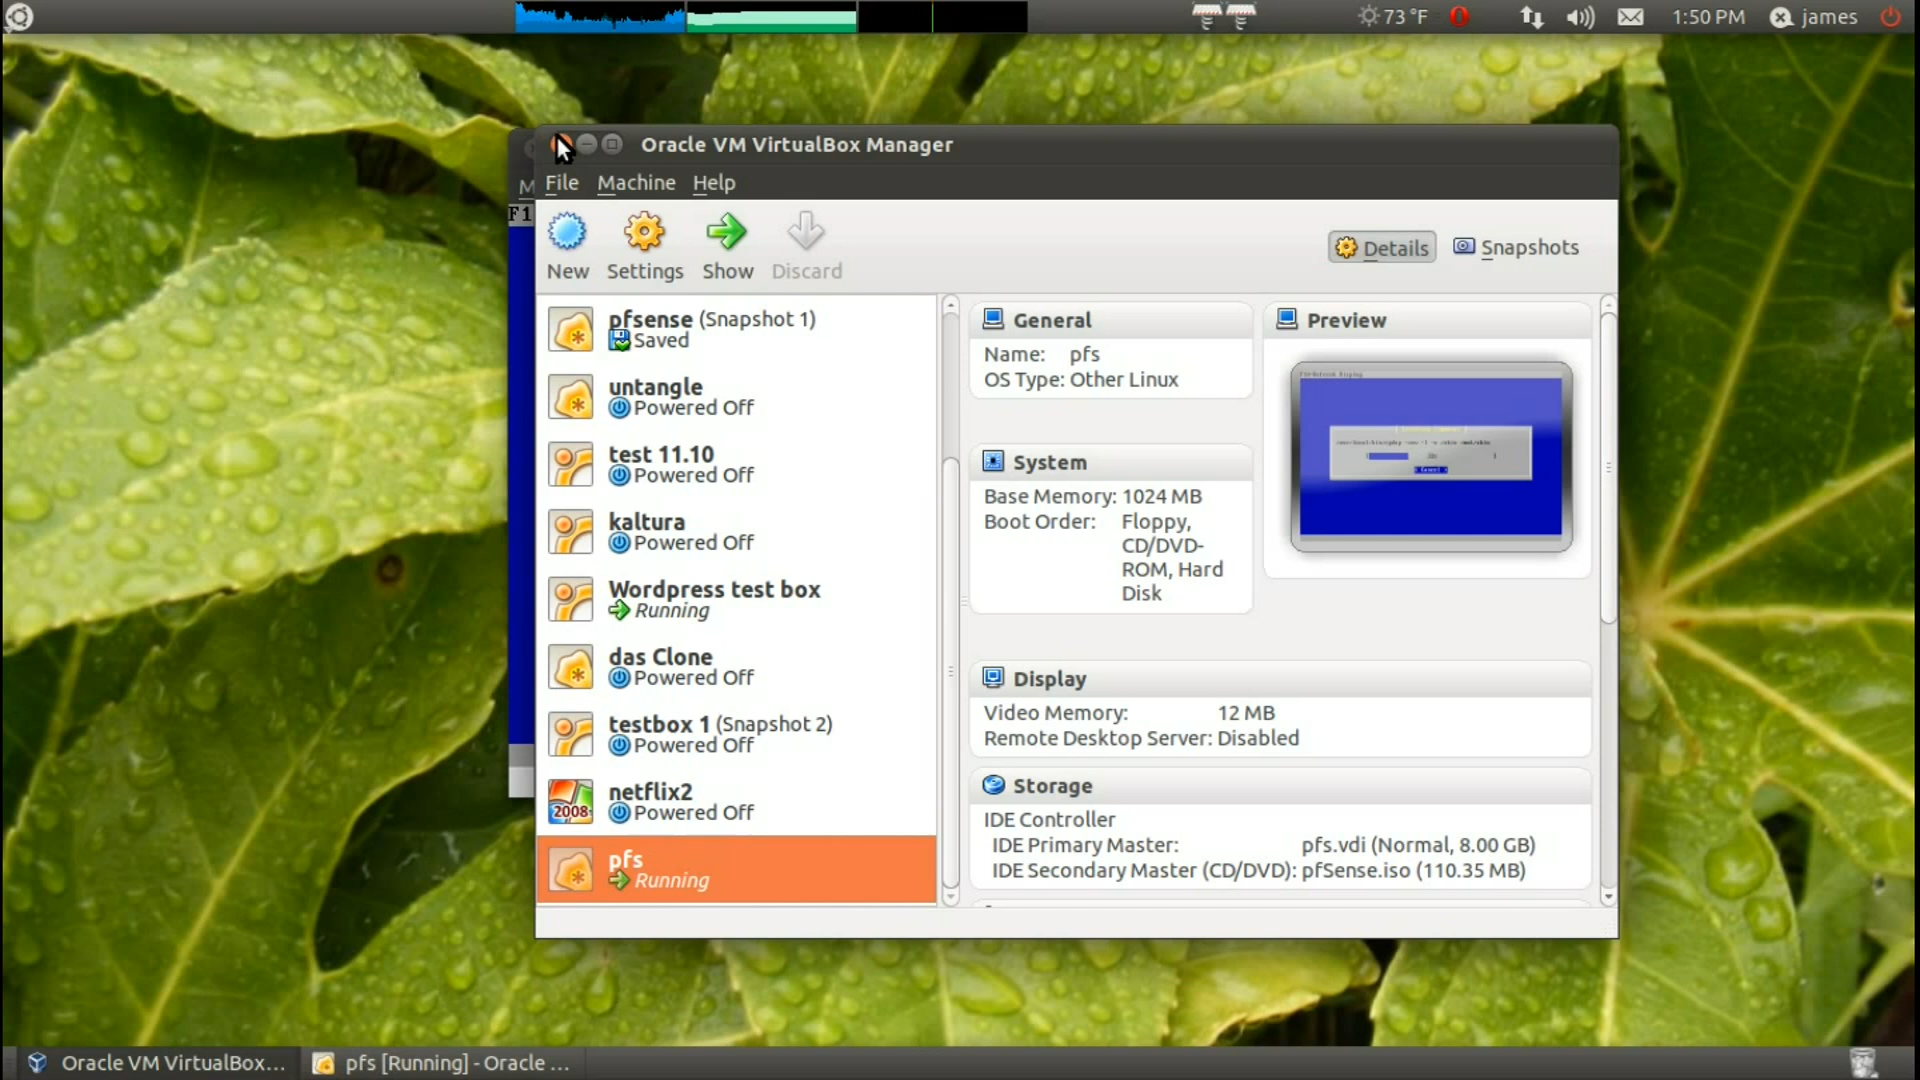 73 °F
1:50 PM
james
Oracle VM VirtualBox Manager
M
File Machine Help
F1
New Settings Show Discard
Details Snapshots
pfsense (Snapshot 1)
Saved
untangle
Powered Off
test 11.10
Powered Off
kaltura
Powered Off
Wordpress test box
Running
das Clone
Powered Off
testbox 1 (Snapshot 2)
Powered Off
2008
netflix2
Powered Off
pfs
Running
General
Name: pfs
OS Type: Other Linux
System
Base Memory: 1024 MB
Boot Order: Floppy,
CD/DVD-
ROM, Hard
Disk
Preview
Display
Video Memory: 12 MB
Remote Desktop Server: Disabled
Storage
IDE Controller
IDE Primary Master: pfs.vdi (Normal, 8.00 GB)
IDE Secondary Master (CD/DVD): pfSense.iso (110.35 MB)
Oracle VM VirtualBox...
pfs [Running] - Oracle ...